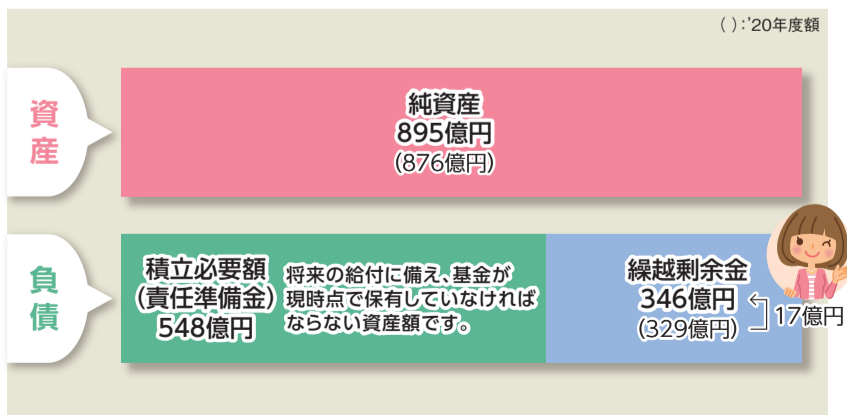 ( ):'20年度額
資産
純資産
895億円
(876億円)
負債
積立必要額
(責任準備金)
548億円
将来の給付に備え、基金が
現時点で保有していなければ
ならない資産額です。
繰越剰余金
346億円
(329億円)
17億円